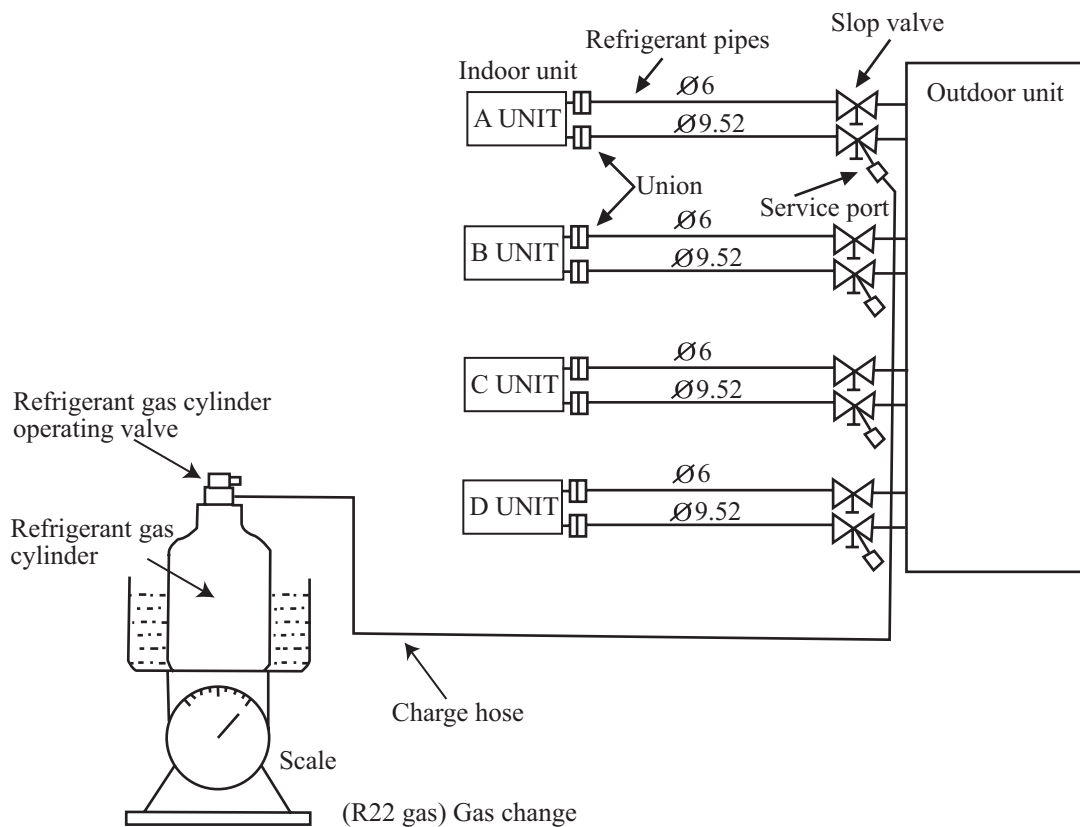 Slop valve
Refrigerant pipes
Indoor unit
Outdoor unit
A UNIT
Ø6
Ø9.52
Union
Service port
B UNIT
Ø6
Ø9.52
C UNIT
Ø6
Ø9.52
Refrigerant gas cylinder
operating valve
D UNIT
Ø6
Ø9.52
Refrigerant gas
cylinder
Charge hose
Scale
(R22 gas) Gas change